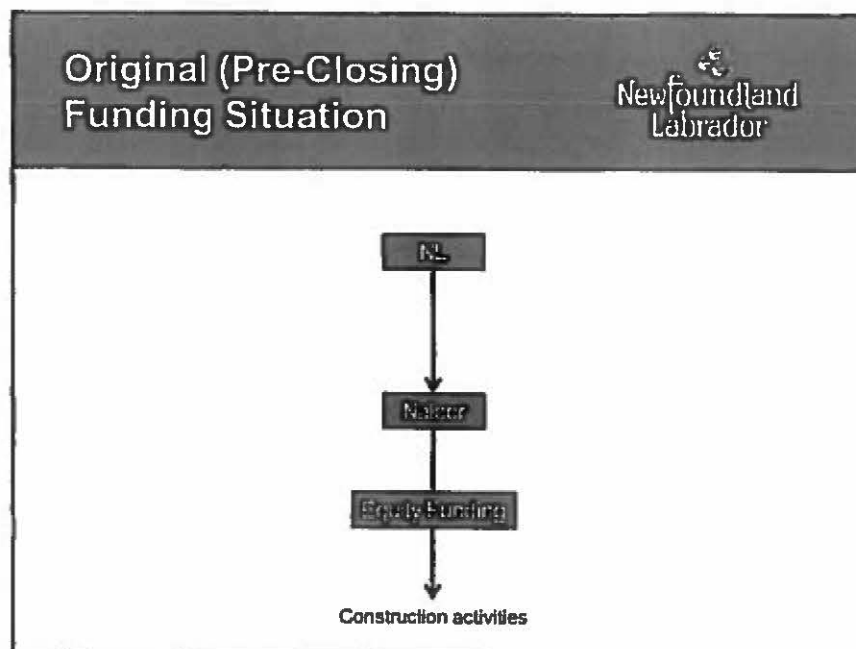 Original (Pre-Closing)
Funding Situation
Newfoundland
Labrador
NL
Nalcor
Equity Funding
Construction activities